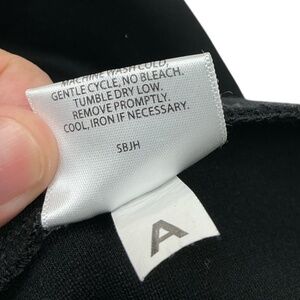 MACHINE WASH COLD,
GENTLE CYCLE, NO BLEACH.
TUMBLE DRY LOW.
REMOVE PROMPTLY.
COOL, IRON IF NECESSARY.
SBJH
A